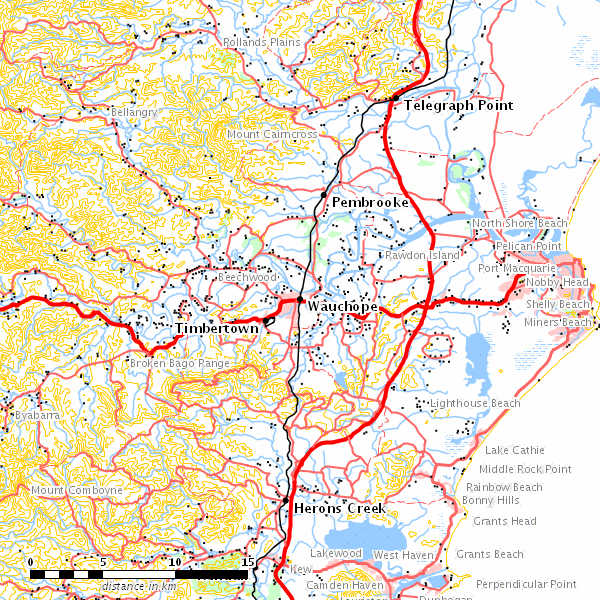 Rollands Plains
Telegraph Point
Bellangry
Mount Cairncross
Pembrooke
North Shore Beach
Pelican Point
Rawdon Island
Port Macquarie
Beechwood
Nobby Head
Wauchope
Shelly Beach
Timbertown
Miners Beach
Broken Bago Range
Lighthouse Beach
Byabarra
Lake Cathie
Middle Rock Point
Mount Comboyne
Rainbow Beach
Bonny Hills
Herons Creek
Grants Head
Lakewood
West Haven
Grants Beach
0 5 10 15
Kew
distance in km
Camden Haven
Perpendicular Point
Laurieton
Dunbogan